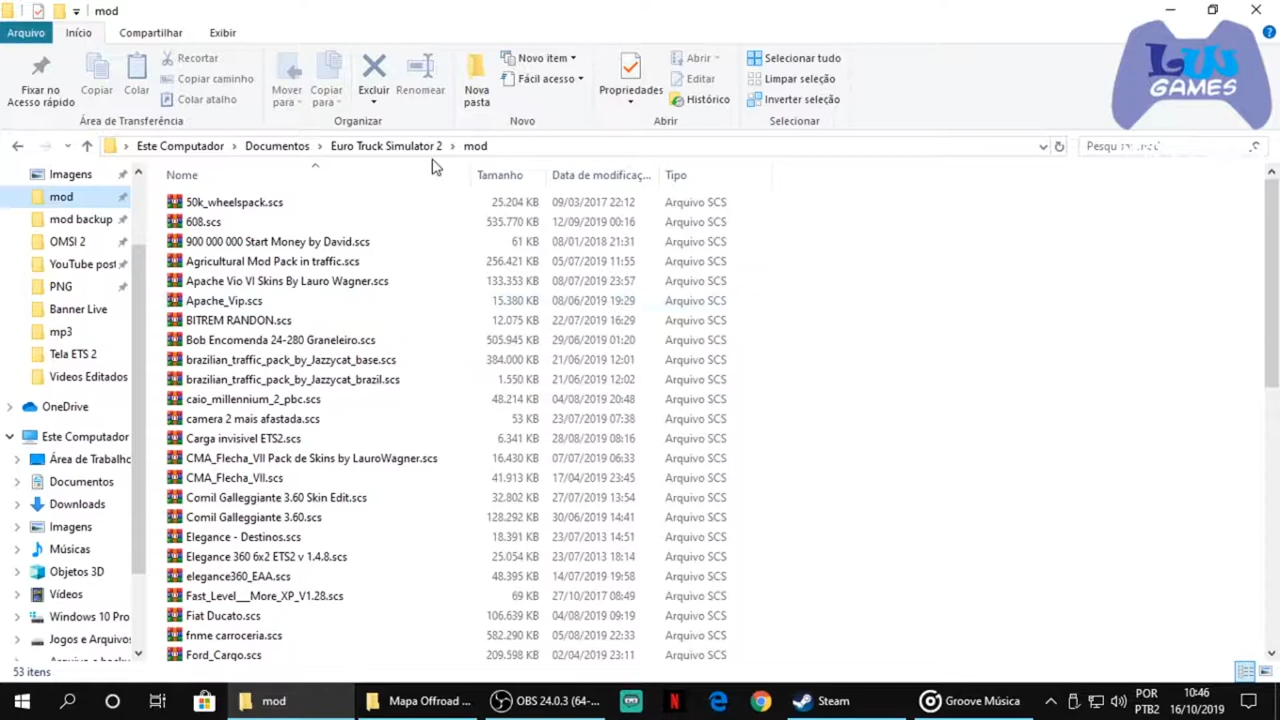 mod
Arquivo Início Compartilhar Exibir
Fixar no Acesso rápido
Copiar
Colar
Recortar
Copiar caminho
Colar atalho
Área de Transferência
Mover para
Copiar para
Excluir
Renomear
Organizar
Nova pasta
Novo item
Fácil acesso
Novo
Propriedades
Abrir
Editar
Histórico
Abrir
Selecionar tudo
Limpar seleção
Inverter seleção
Selecionar
LTN
GAMES
Este Computador > Documentos > Euro Truck Simulator 2 > mod
Imagens
mod
mod backup
OMSI 2
YouTube post
PNG
Banner Live
mp3
Tela ETS 2
Videos Editados
OneDrive
Este Computador
Área de Trabalho
Documentos
Downloads
Imagens
Músicas
Objetos 3D
Vídeos
Windows 10 Pro
Jogos e Arquivos
Nome Tamanho Data de modificaç... Tipo
50k_wheelspack.scs 25.204 KB 09/03/2017 22:12 Arquivo SCS
608.scs 535.770 KB 12/09/2019 00:16 Arquivo SCS
900 000 000 Start Money by David.scs 61 KB 08/01/2018 21:31 Arquivo SCS
Agricultural Mod Pack in traffic.scs 256.421 KB 05/07/2019 11:55 Arquivo SCS
Apache Vio VI Skins By Lauro Wagner.scs 133.353 KB 08/07/2019 23:57 Arquivo SCS
Apache_Vip.scs 15.380 KB 08/06/2019 19:29 Arquivo SCS
BITREM RANDON.scs 12.075 KB 22/07/2019 16:29 Arquivo SCS
Bob Encomenda 24-280 Graneleiro.scs 505.945 KB 29/06/2019 01:20 Arquivo SCS
brazilian_traffic_pack_by_Jazzycat_base.scs 384.000 KB 21/06/2019 12:01 Arquivo SCS
brazilian_traffic_pack_by_Jazzycat_brazil.scs 1.550 KB 21/06/2019 12:02 Arquivo SCS
caio_millennium_2_pbc.scs 48.214 KB 04/08/2019 20:48 Arquivo SCS
camera 2 mais afastada.scs 53 KB 23/07/2019 07:38 Arquivo SCS
Carga invisivel ETS2.scs 6.341 KB 28/08/2019 08:16 Arquivo SCS
CMA_Flecha_VII Pack de Skins by LauroWagner.scs 16.430 KB 07/07/2019 06:33 Arquivo SCS
CMA_Flecha_VII.scs 41.913 KB 17/04/2019 23:45 Arquivo SCS
Comil Galleggiante 3.60 Skin Edit.scs 32.802 KB 27/07/2019 13:54 Arquivo SCS
Comil Galleggiante 3.60.scs 128.292 KB 30/06/2019 14:41 Arquivo SCS
Elegance - Destinos.scs 18.391 KB 23/07/2013 14:51 Arquivo SCS
Elegance 360 6x2 ETS2 v 1.4.8.scs 25.054 KB 23/07/2013 18:14 Arquivo SCS
elegance360_EAA.scs 48.395 KB 14/07/2019 19:58 Arquivo SCS
Fast_Level___More_XP_V1.28.scs 69 KB 27/10/2017 08:49 Arquivo SCS
Fiat Ducato.scs 106.639 KB 04/08/2019 09:19 Arquivo SCS
fnme carroceria.scs 582.290 KB 05/08/2019 22:33 Arquivo SCS
Ford_Cargo.scs 209.598 KB 02/04/2019 23:11 Arquivo SCS
53 itens
mod
Mapa Offroad ...
OBS 24.0.3 (64-...
Steam
Groove Música
POR
PTB2
10:46
16/10/2019